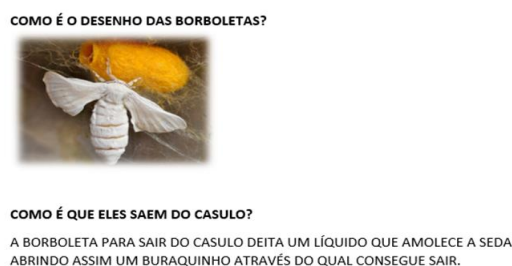 COMO É O DESENHO DAS BORBOLETAS?
COMO É QUE ELES SAEM DO CASULO?
A BORBOLETA PARA SAIR DO CASULO DEITA UM LÍQUIDO QUE AMOLECE A SEDA
ABRINDO ASSIM UM BURAQUINHO ATRAVÉS DO QUAL CONSEGUE SAIR.